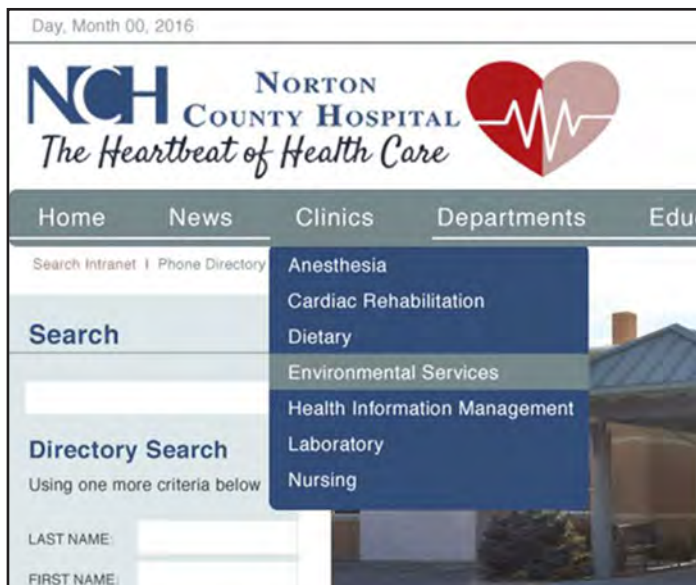 Day, Month 00, 2016
NCH NORTON
COUNTY HOSPITAL
The Heartbeat of Health Care
Home News Clinics Departments Edu
Search Intranet | Phone Directory
Anesthesia
Cardiac Rehabilitation
Dietary
Environmental Services
Health Information Management
Laboratory
Nursing
Search
Directory Search
Using one more criteria below
LAST NAME:
FIRST NAME: